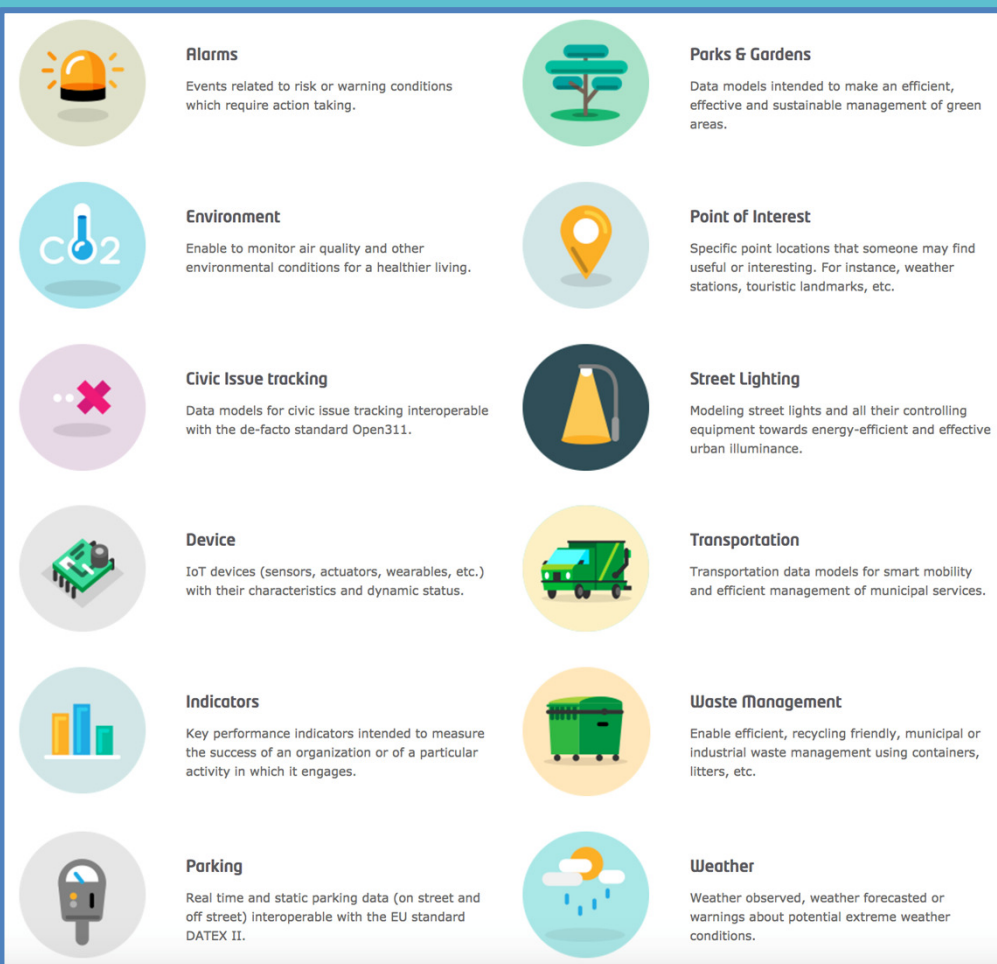 Alarms
Events related to risk or warning conditions
which require action taking.
Parks & Gardens
Data models intended to make an efficient,
effective and sustainable management of green
areas.
CO2
Environment
Enable to monitor air quality and other
environmental conditions for a healthier living.
Point of Interest
Specific point locations that someone may find
useful or interesting. For instance, weather
stations, touristic landmarks, etc.
Civic Issue tracking
Data models for civic issue tracking interoperable
with the de-facto standard Open311.
Street Lighting
Modeling street lights and all their controlling
equipment towards energy-efficient and effective
urban illuminance.
Device
IoT devices (sensors, actuators, wearables, etc.)
with their characteristics and dynamic status.
Transportation
Transportation data models for smart mobility
and efficient management of municipal services.
Indicators
Key performance indicators intended to measure
the success of an organization or of a particular
activity in which it engages.
Waste Management
Enable efficient, recycling friendly, municipal or
industrial waste management using containers,
litters, etc.
Parking
Real time and static parking data (on street and
off street) interoperable with the EU standard
DATEX II.
Weather
Weather observed, weather forecasted or
warnings about potential extreme weather
conditions.